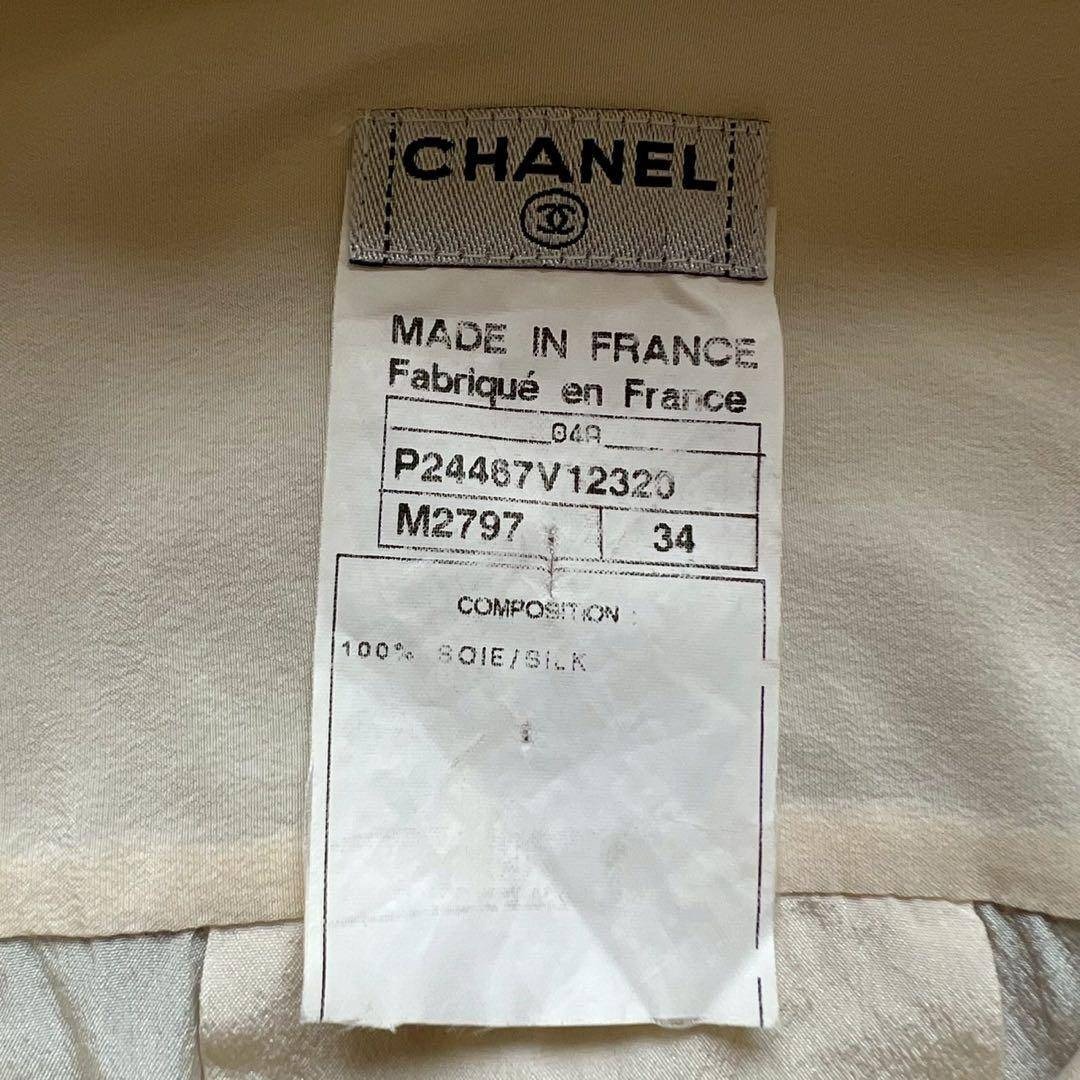 CHANEL
MADE IN FRANCE
Fabriqué en France
04A
P24467V12320
M2797 34
COMPOSITION :
100% SOIE/SILK